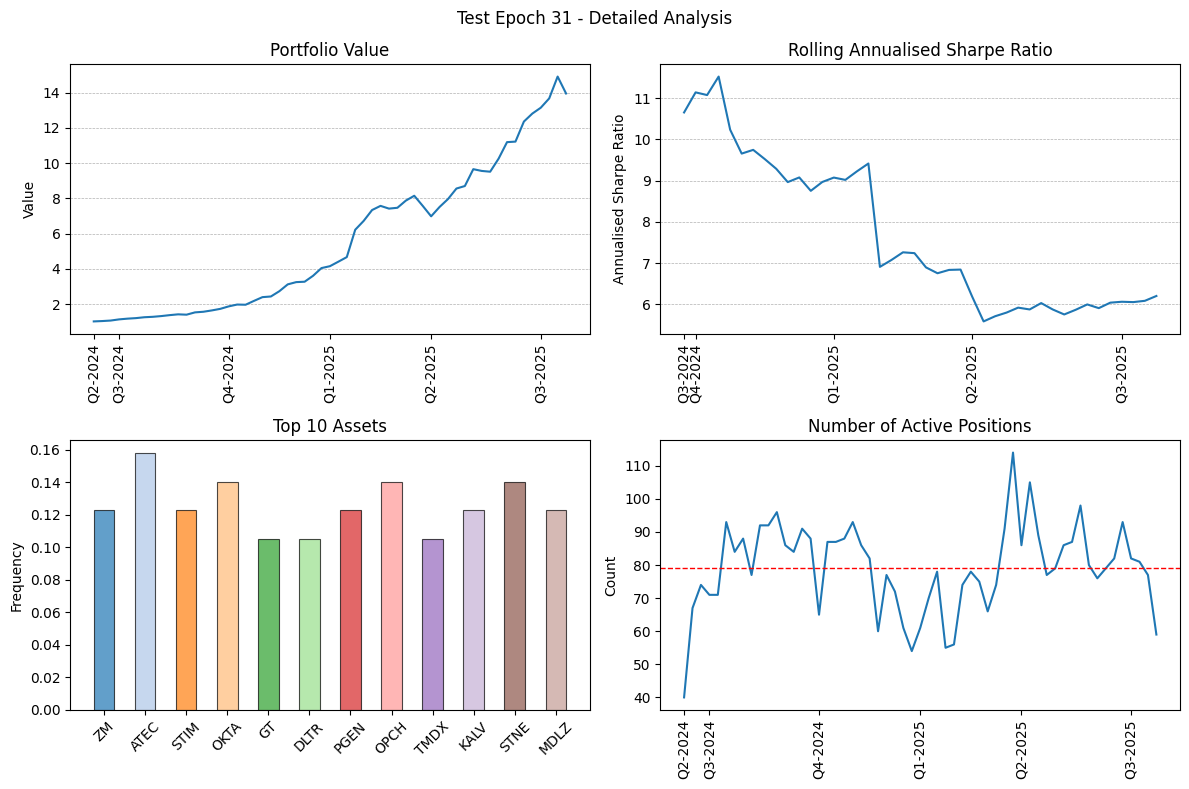 Test Epoch 31 - Detailed Analysis
Portfolio Value
Value
14
12
10
8
6
4
2
Q2-2024
Q3-2024
Q4-2024
Q1-2025
Q2-2025
Q3-2025
Rolling Annualised Sharpe Ratio
Annualised Sharpe Ratio
11
10
9
8
7
6
Q3-2024
Q4-2024
Q1-2025
Q2-2025
Q3-2025
Top 10 Assets
Frequency
0.16
0.14
0.12
0.10
0.08
0.06
0.04
0.02
0.00
ZM
ATEC
STIM
OKTA
GT
DLTR
PGEN
OPCH
TMDX
KALV
STNE
MDLZ
Number of Active Positions
Count
110
100
90
80
70
60
50
40
Q2-2024
Q3-2024
Q4-2024
Q1-2025
Q2-2025
Q3-2025